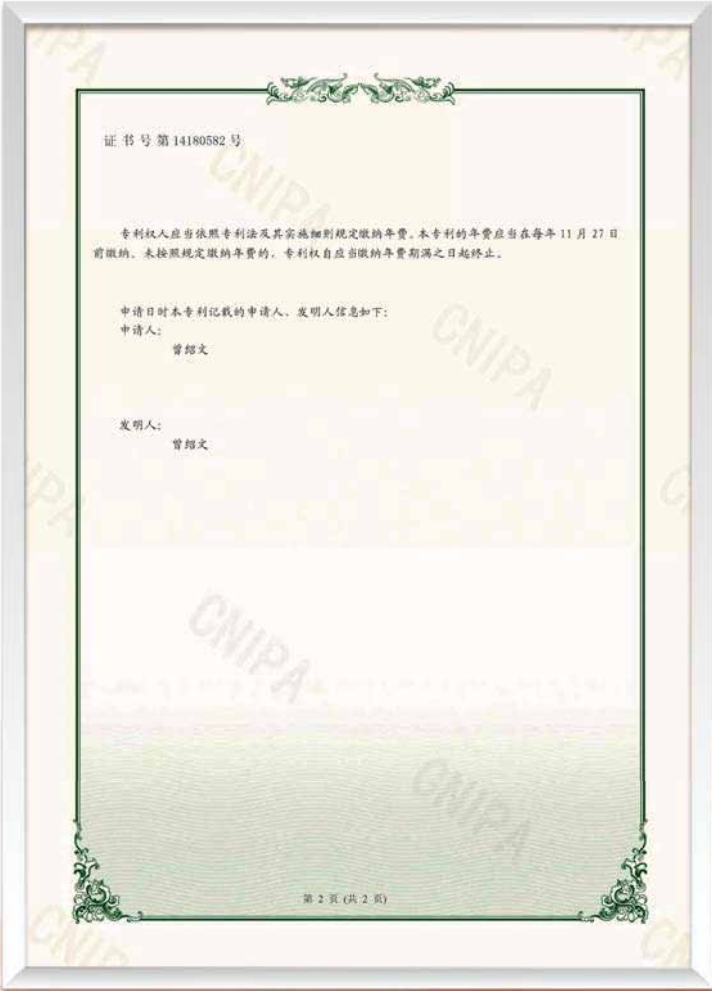 证书号第14180582号
专利权人应当依照专利法及其实施细则规定缴纳年费。本专利的年费应当在每年 11 月 27 日
前缴纳。未按照规定缴纳年费的，专利权自应当缴纳年费期满之日起终止。
申请日时本专利记载的申请人、发明人信息如下：
申请人：
曾绍文
发明人：
曾绍文
第 2 页 (共 2 页)
CNIPA
CNIPA
CNIPA
CNIPA